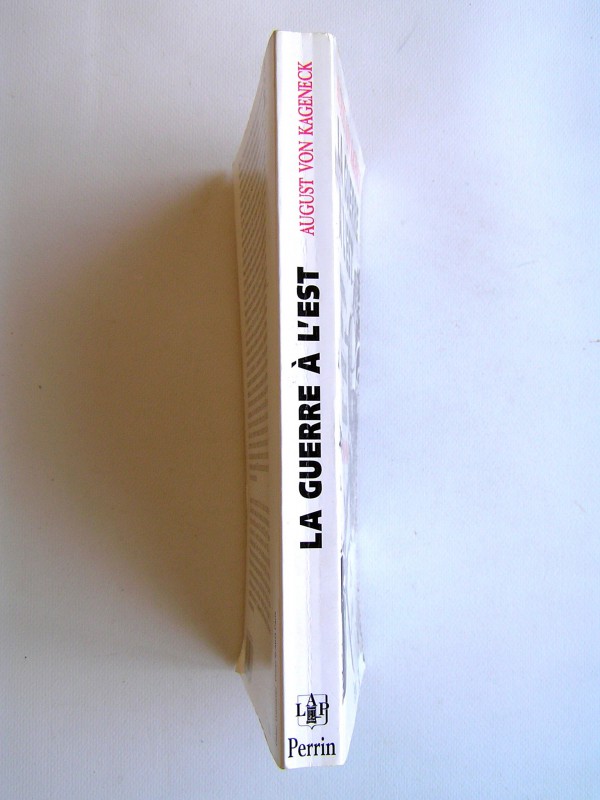 AUGUST VON KAGENECK
LA GUERRE À L'EST
LAP
Perrin